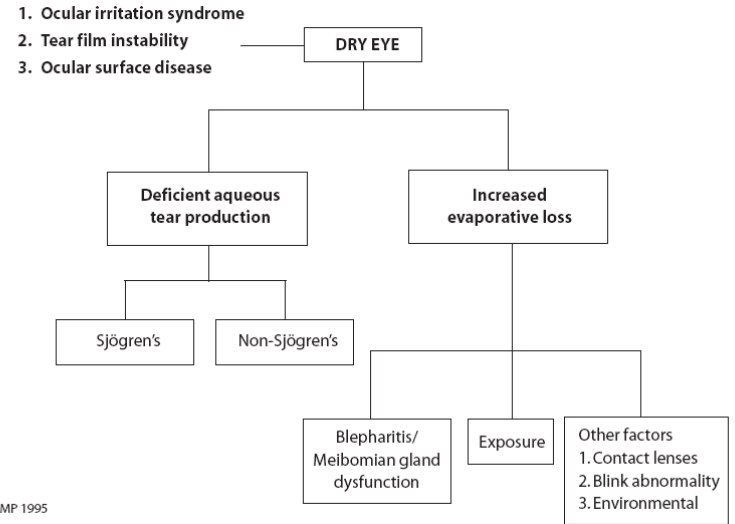 1. Ocular irritation syndrome
2. Tear film instability
3. Ocular surface disease
DRY EYE
Deficient aqueous
tear production
Increased
evaporative loss
Sjögren's
Non-Sjögren's
Blepharitis/
Meibomian gland
dysfunction
Exposure
Other factors
1. Contact lenses
2. Blink abnormality
3. Environmental
MP 1995